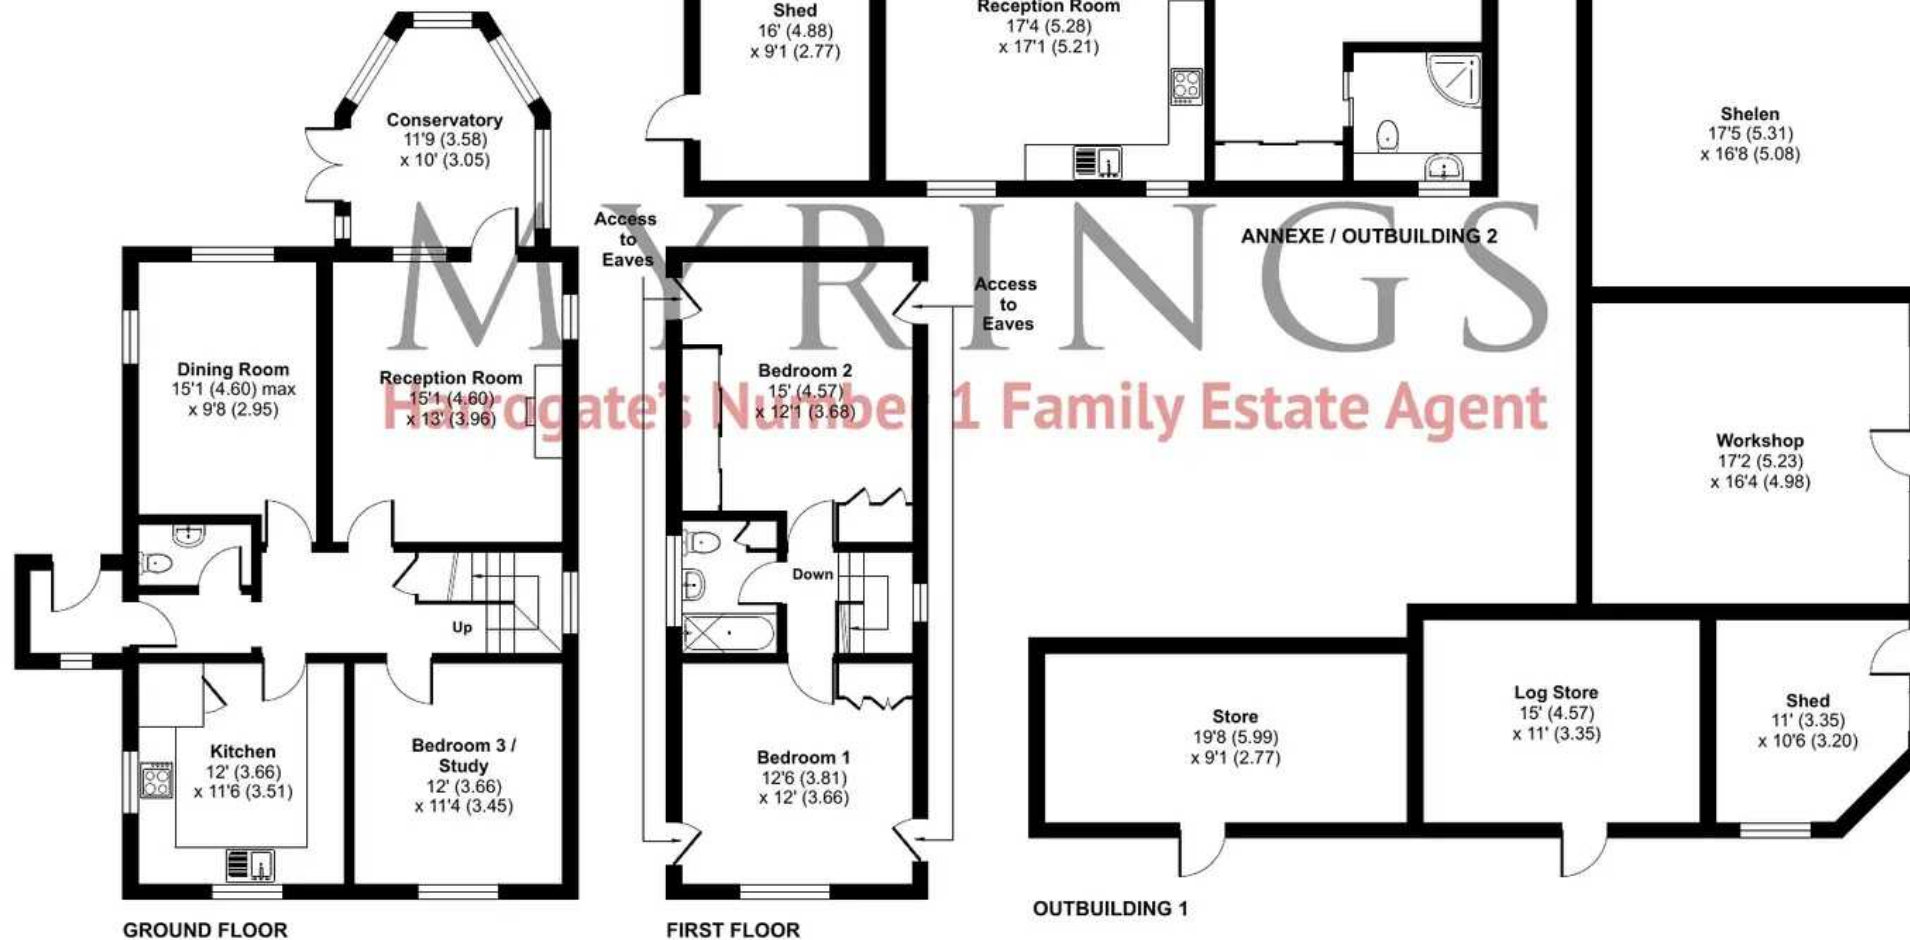 Shed
16' (4.88)
x 9'1 (2.77)
Reception Room
17'4 (5.28)
x 17'1 (5.21)
Conservatory
11'9 (3.58)
x 10' (3.05)
Shelen
17'5 (5.31)
x 16'8 (5.08)
ANNEXE / OUTBUILDING 2
MYRINGS
Harrogate's Number 1 Family Estate Agent
Access
to
Eaves
Access
to
Eaves
Dining Room
15'1 (4.60) max
x 9'8 (2.95)
Reception Room
15'1 (4.60)
x 13' (3.96)
Bedroom 2
15' (4.57)
x 12'1 (3.68)
Workshop
17'2 (5.23)
x 16'4 (4.98)
Down
Up
Kitchen
12' (3.66)
x 11'6 (3.51)
Bedroom 3 /
Study
12' (3.66)
x 11'4 (3.45)
Bedroom 1
12'6 (3.81)
x 12' (3.66)
Store
19'8 (5.99)
x 9'1 (2.77)
Log Store
15' (4.57)
x 11' (3.35)
Shed
11' (3.35)
x 10'6 (3.20)
GROUND FLOOR
FIRST FLOOR
OUTBUILDING 1